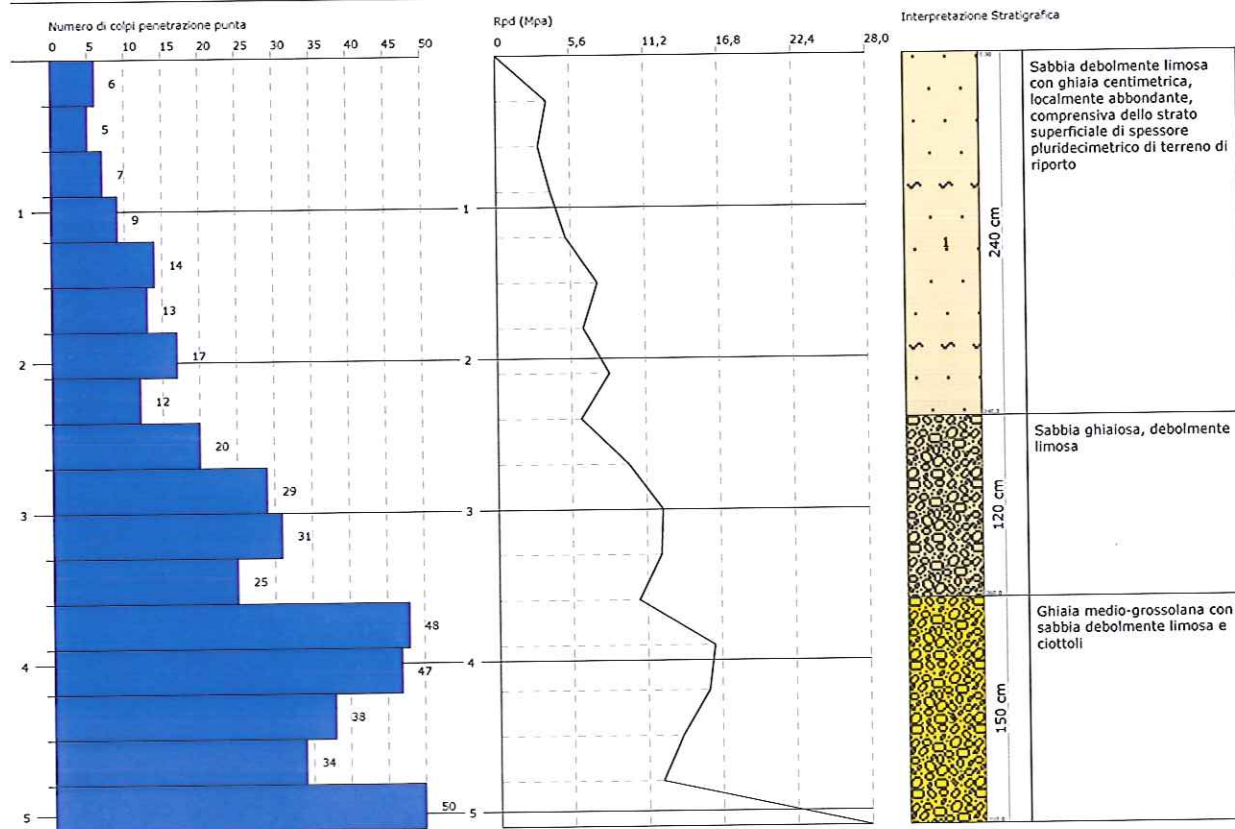 Numero di colpi penetrazione punta
0 5 10 15 20 25 30 35 40 45 50
6
5
7
1
9
14
13
17
2
12
20
29
3
31
25
48
4
47
38
34
50
5
Rpd (Mpa)
0 5,6 11,2 16,8 22,4 28,0
1
2
3
4
5
Interpretazione Stratigrafica
1
240 cm
Sabbia debolmente limosa
con ghiaia centimetrica,
localmente abbondante,
comprensiva dello strato
superficiale di spessore
pluridecimetrico di terreno di
riporto
120 cm
Sabbia ghiaiosa, debolmente
limosa
150 cm
Ghiaia medio-grossolana con
sabbia debolmente limosa e
ciottoli